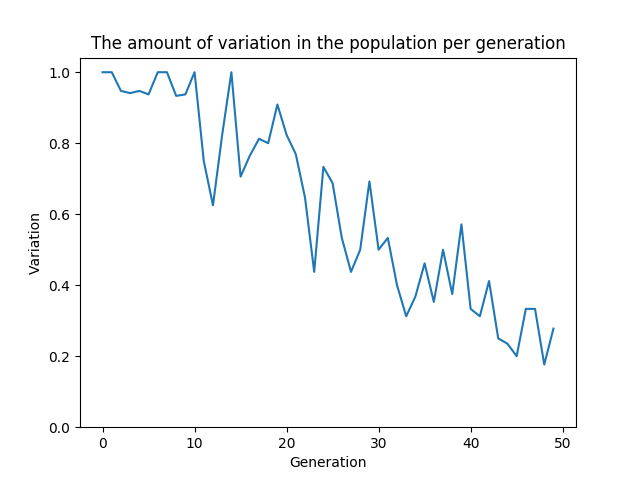 The amount of variation in the population per generation
1.0
0.8
0.6
0.4
0.2
0.0
Variation
0 10 20 30 40 50
Generation